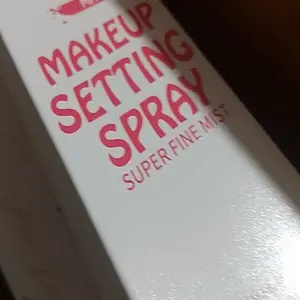 MAKEUP
SETTING
SPRAY
SUPER FINE MIST